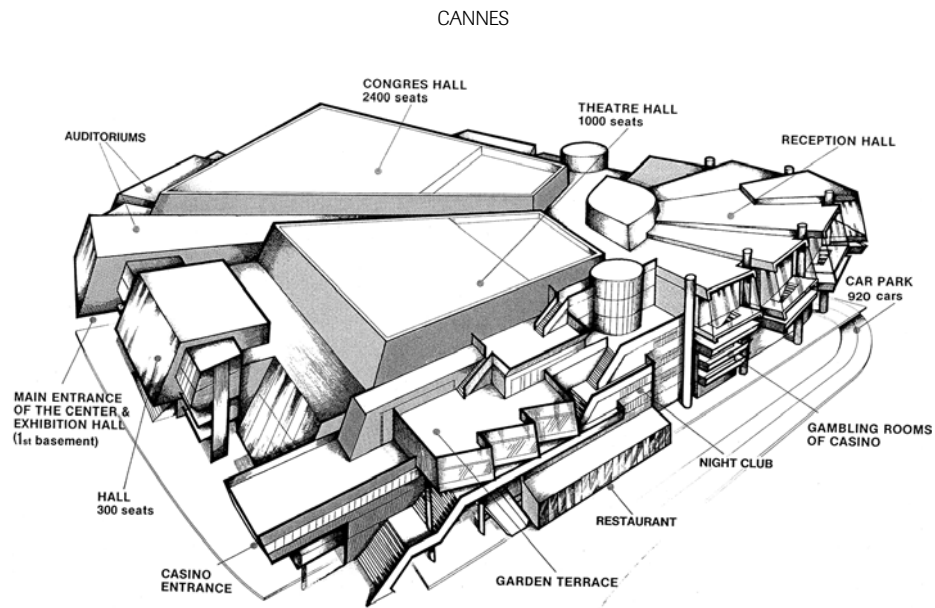 CANNES
CONGRES HALL
2400 seats
THEATRE HALL
1000 seats
AUDITORIUMS
RECEPTION HALL
CAR PARK
920 cars
MAIN ENTRANCE
OF THE CENTER &
EXHIBITION HALL
(1st basement)
GAMBLING ROOMS
OF CASINO
NIGHT CLUB
HALL
300 seats
RESTAURANT
CASINO
ENTRANCE
GARDEN TERRACE